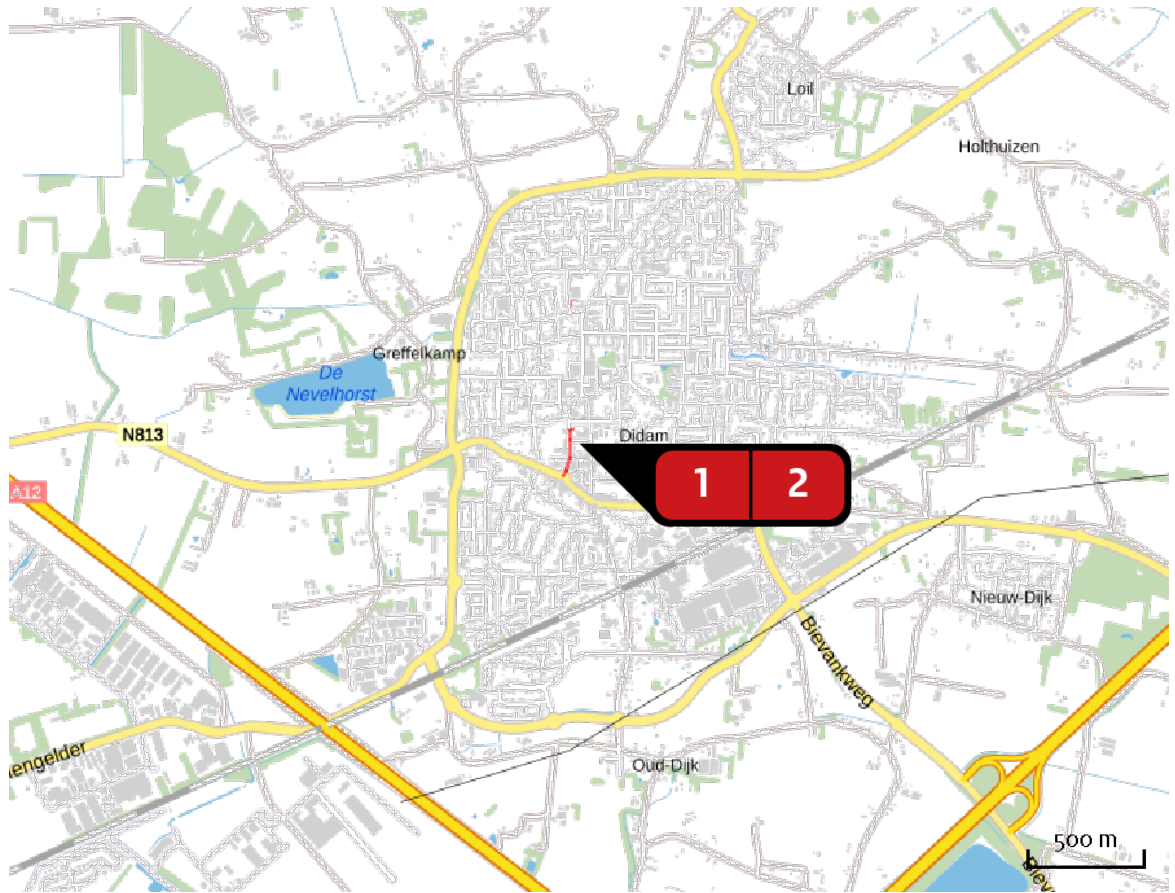 Loil
Holthuizen
Greffelkamp
De
Nevelhorst
N813
Didam
1 2
A12
Nieuw-Dijk
Bievankweg
engelder
Oud-Dijk
500 m